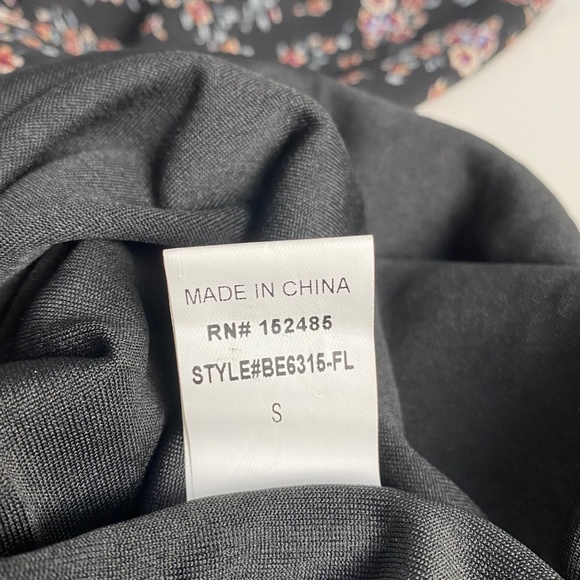 MADE IN CHINA
RN# 152485
STYLE#BE6315-FL
S